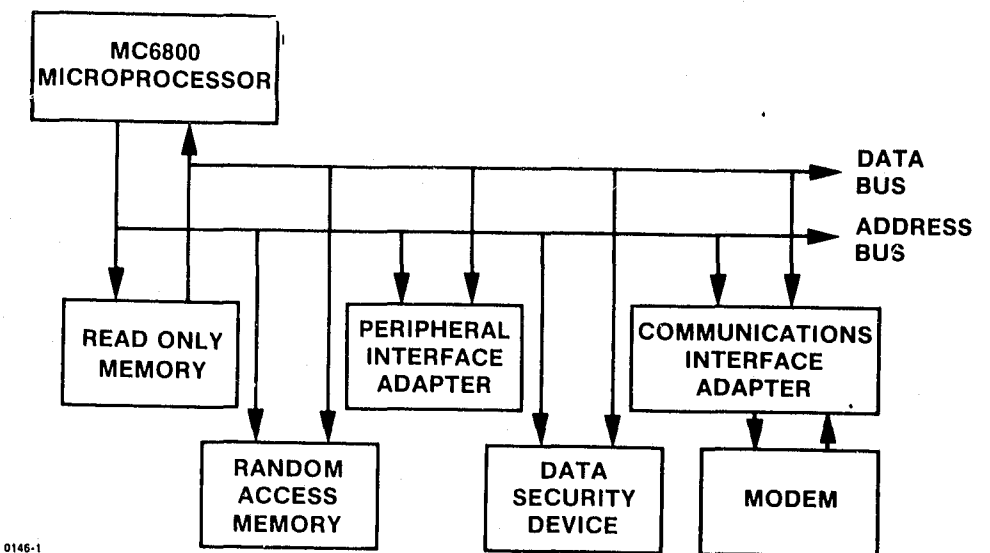 MC6800
MICROPROCESSOR
DATA
BUS
ADDRESS
BUS
READ ONLY
MEMORY
PERIPHERAL
INTERFACE
ADAPTER
COMMUNICATIONS
INTERFACE
ADAPTER
RANDOM
ACCESS
MEMORY
DATA
SECURITY
DEVICE
MODEM
0146-1